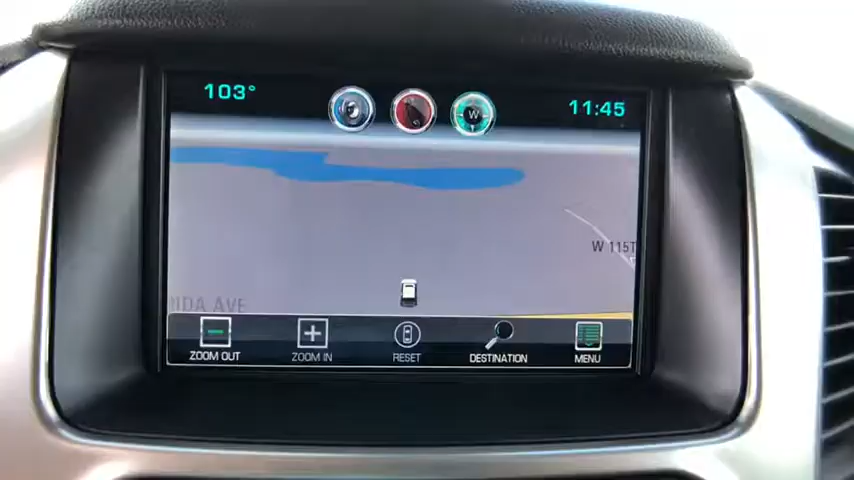 103°
W
11:45
W 115T
IDA AVE
ZOOM OUT
ZOOM IN
RESET
DESTINATION
MENU